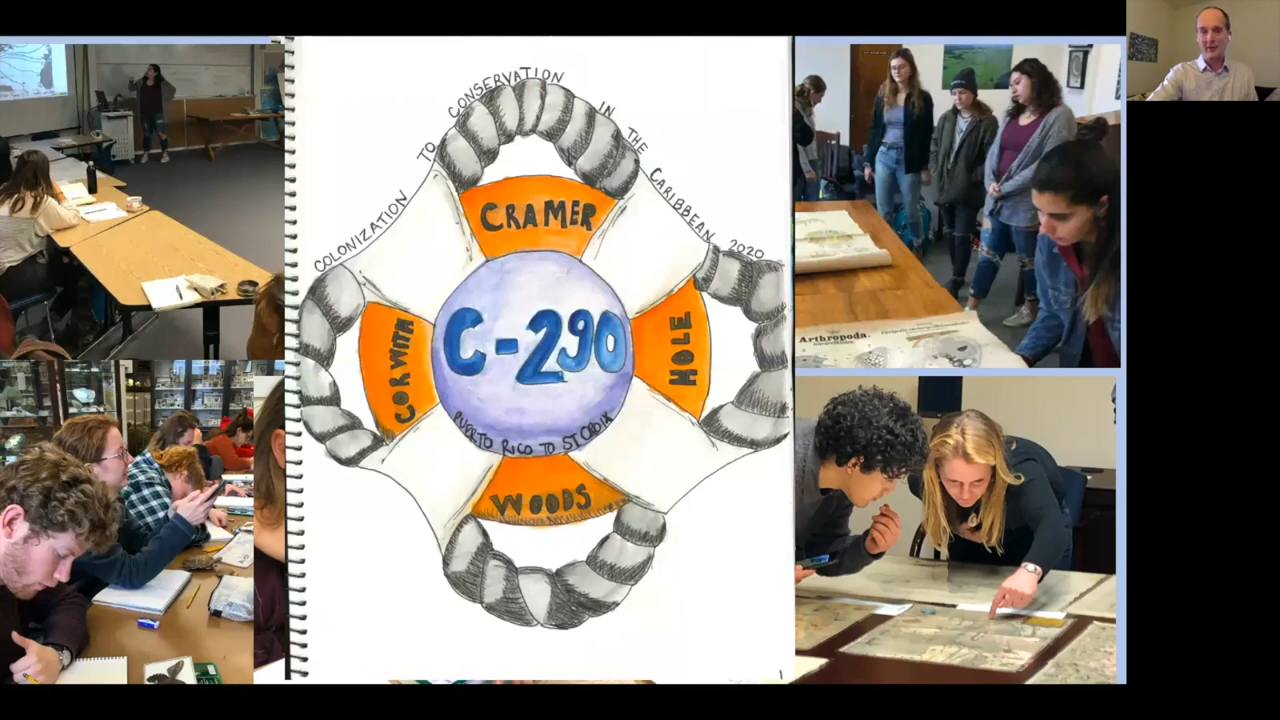 COLONIZATION TO CONSERVATION IN THE CARIBBEAN 2020
CRAMER
CORWITH
C-290
HOLE
PUERTO RICO TO ST CROIX
WOODS
Arthropoda.